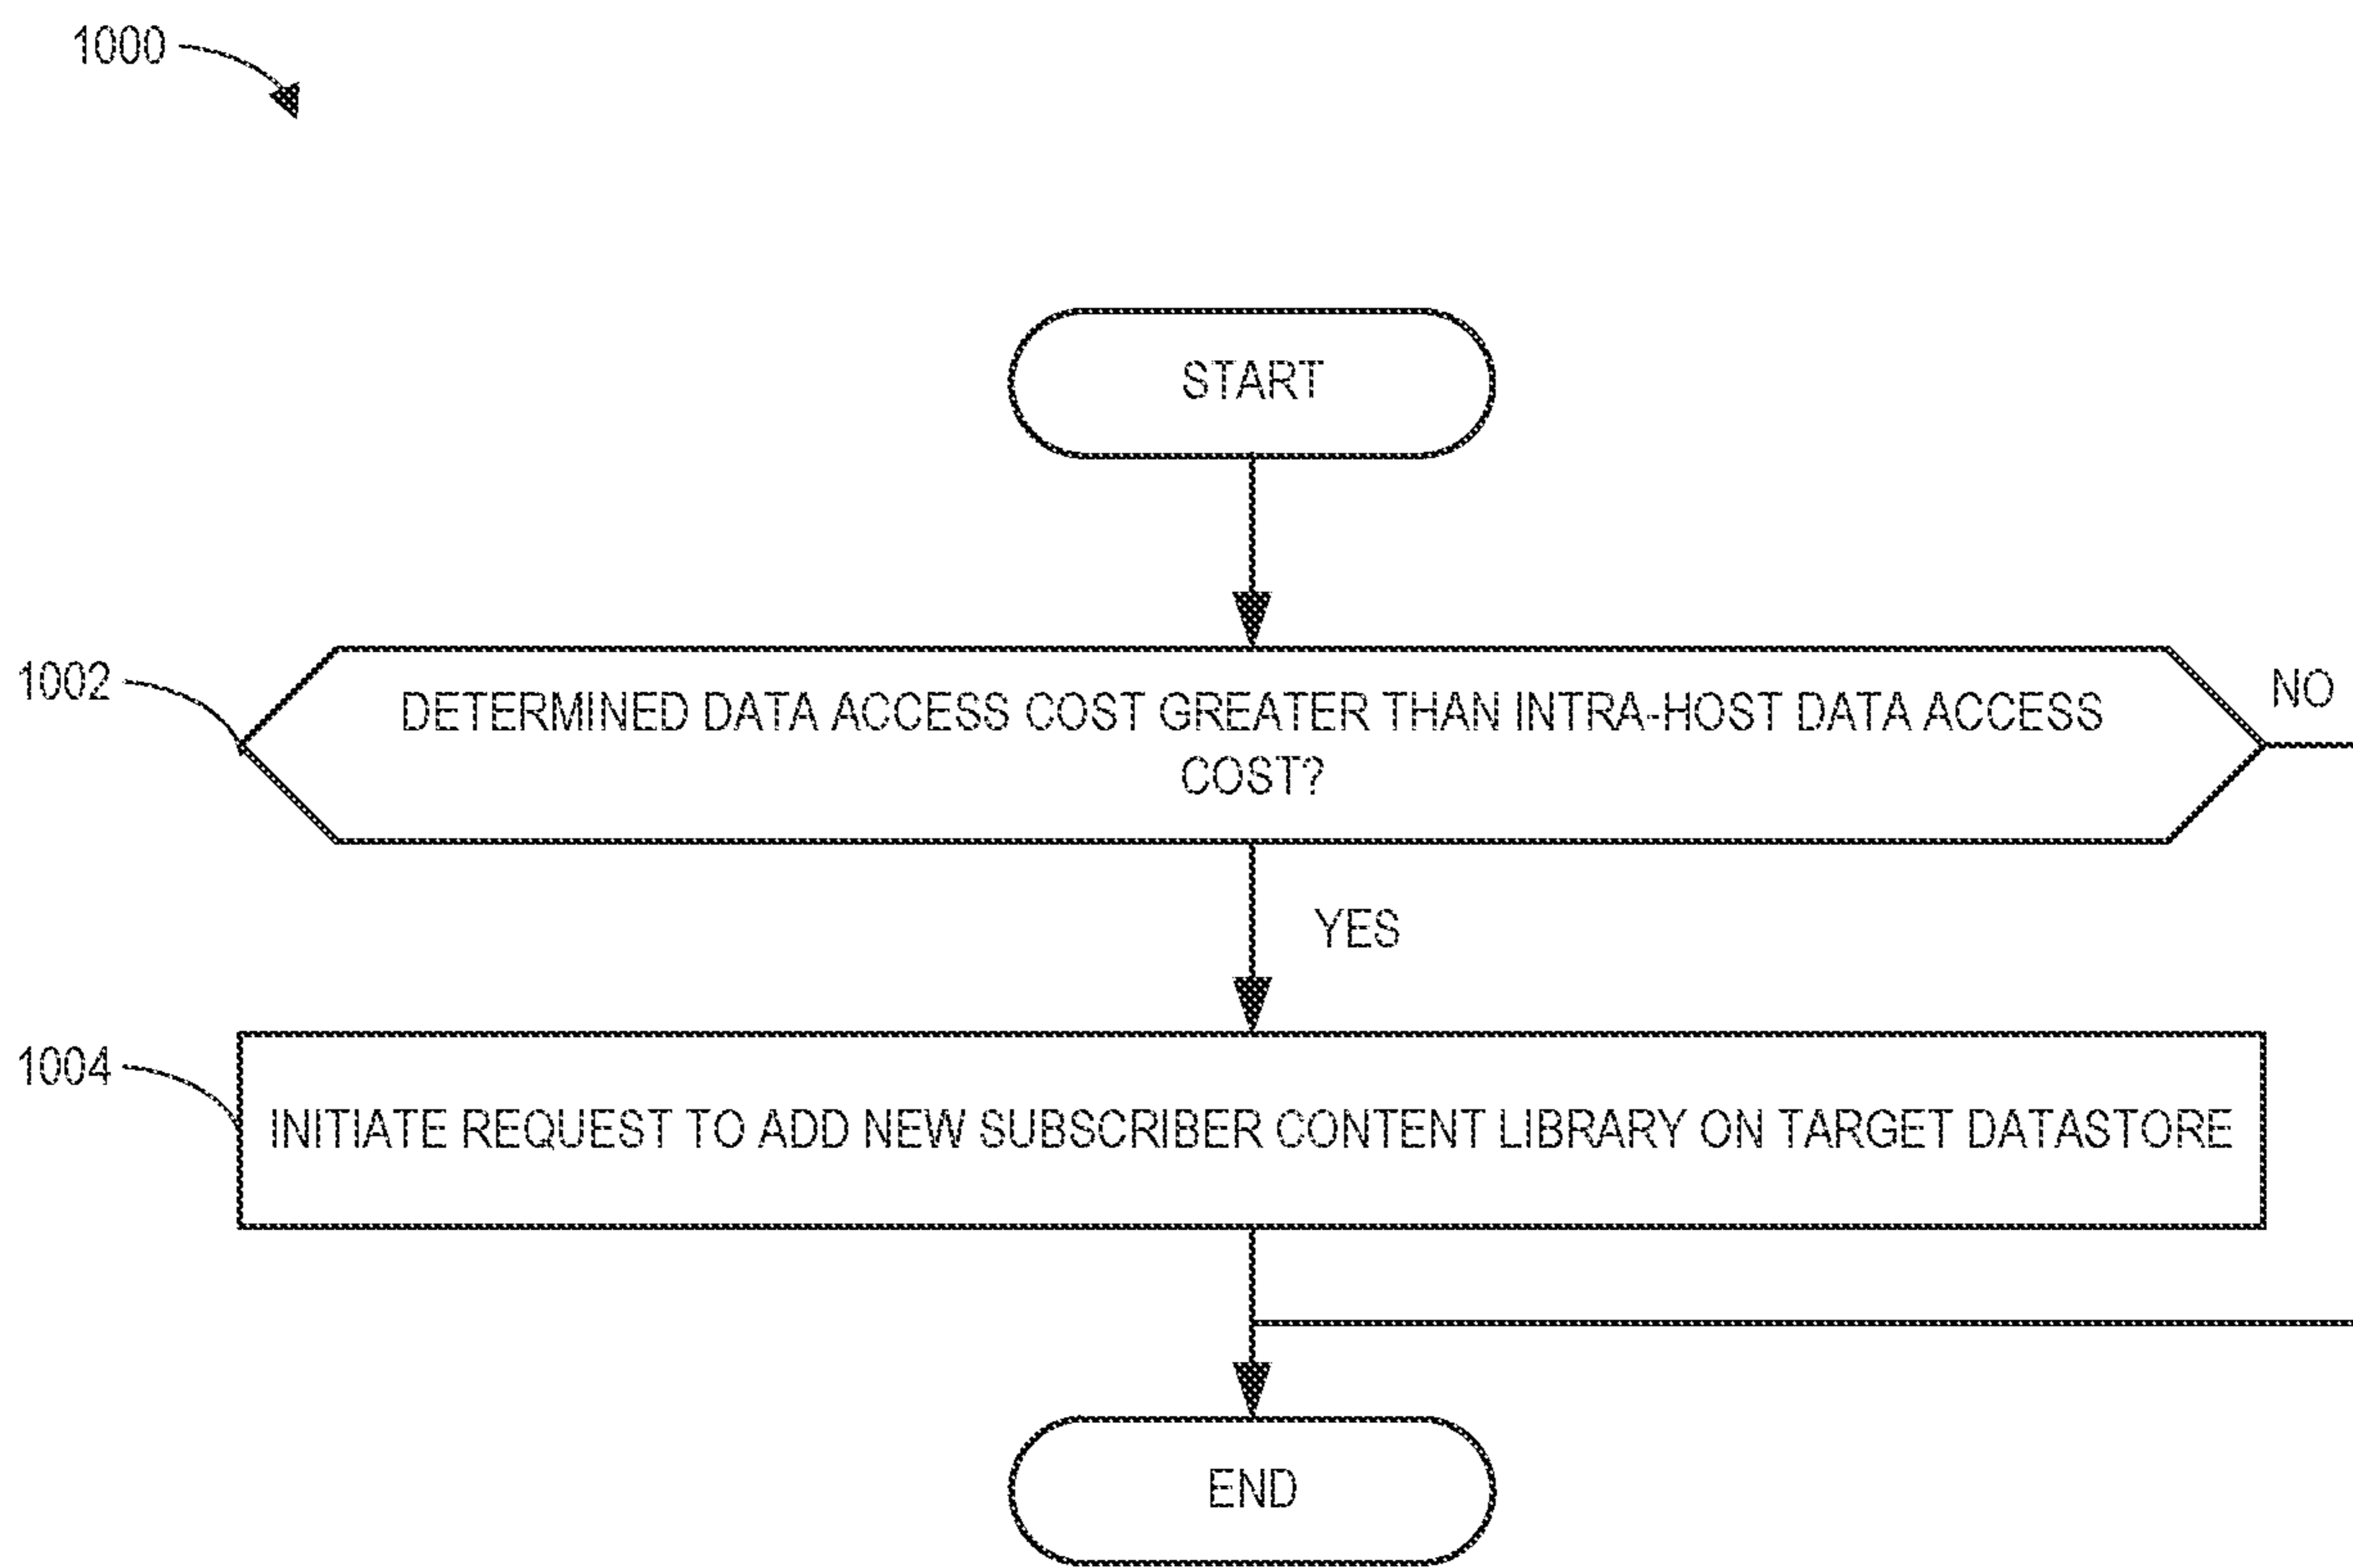 1000
START
1002
DETERMINED DATA ACCESS COST GREATER THAN INTRA-HOST DATA ACCESS
COST?
NO
YES
1004
INITIATE REQUEST TO ADD NEW SUBSCRIBER CONTENT LIBRARY ON TARGET DATASTORE
END